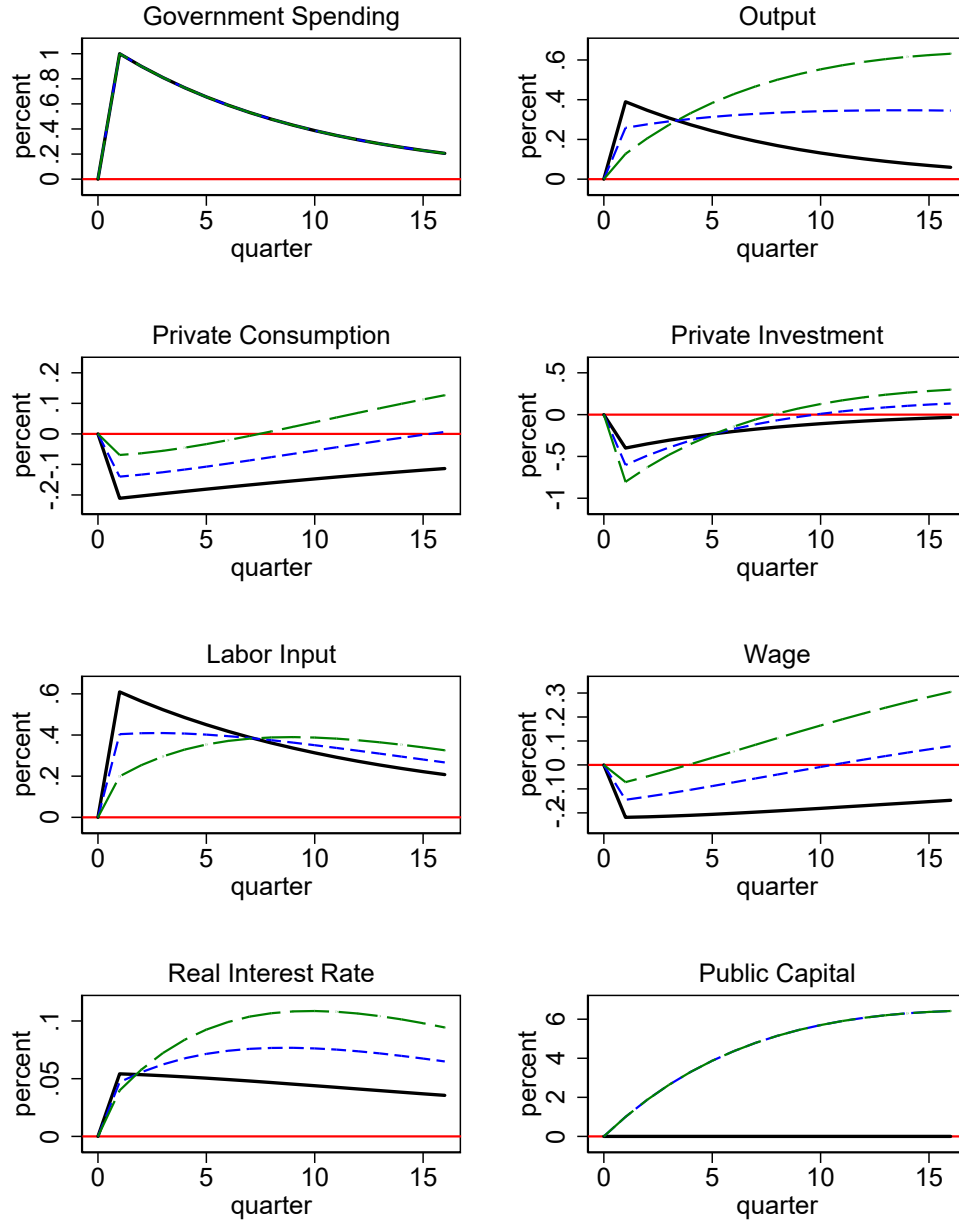 Government Spending
percent
0 .2 .4 .6 .8 1
0 5 10 15
quarter
Output
percent
0 .2 .4 .6
0 5 10 15
quarter
Private Consumption
percent
-.2 -.1 0 .1 .2
0 5 10 15
quarter
Private Investment
percent
-1 -.5 0 .5
0 5 10 15
quarter
Labor Input
percent
0 .2 .4 .6
0 5 10 15
quarter
Wage
percent
-.2 -.1 0 .1 .2 .3
0 5 10 15
quarter
Real Interest Rate
percent
0 .05 .1
0 5 10 15
quarter
Public Capital
percent
0 2 4 6
0 5 10 15
quarter